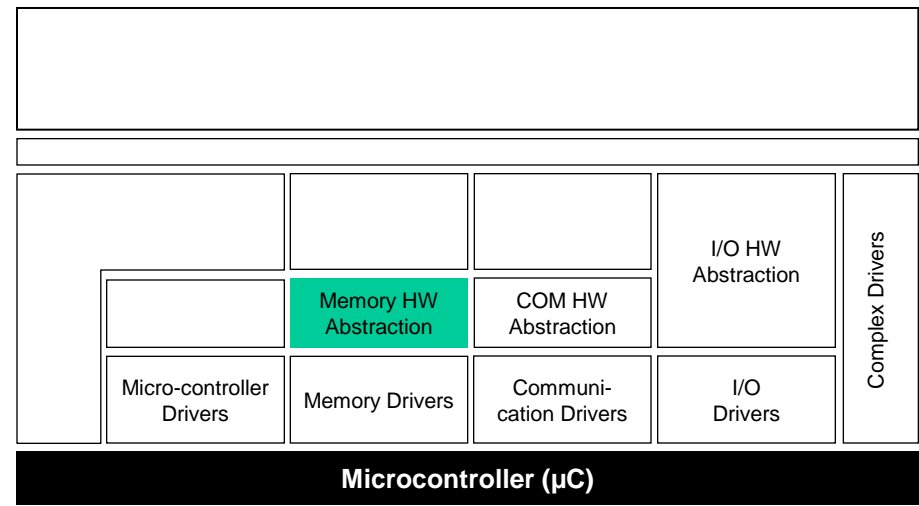 I/O HW
Abstraction
Complex Drivers
Memory HW
Abstraction
COM HW
Abstraction
Micro-controller
Drivers
Memory Drivers
Communi-
cation Drivers
I/O
Drivers
Microcontroller (µC)